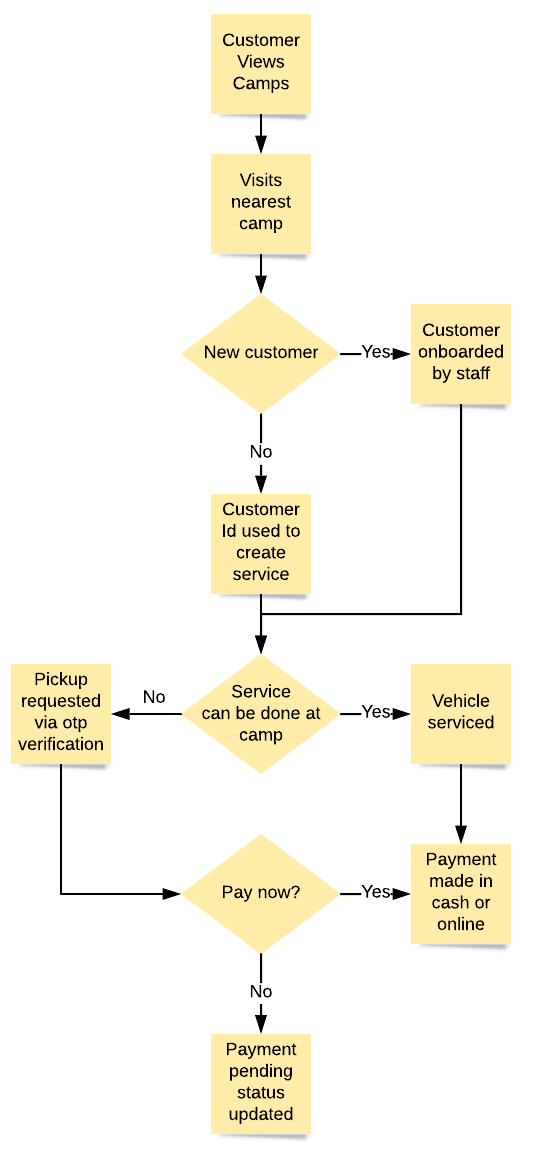 Customer
Views
Camps
Visits
nearest
camp
New customer
Yes
Customer
onboarded
by staff
No
Customer
Id used to
create
service
Pickup
requested
via otp
verification
No
Service
can be done at
camp
Yes
Vehicle
serviced
Pay now?
Yes
Payment
made in
cash or
online
No
Payment
pending
status
updated